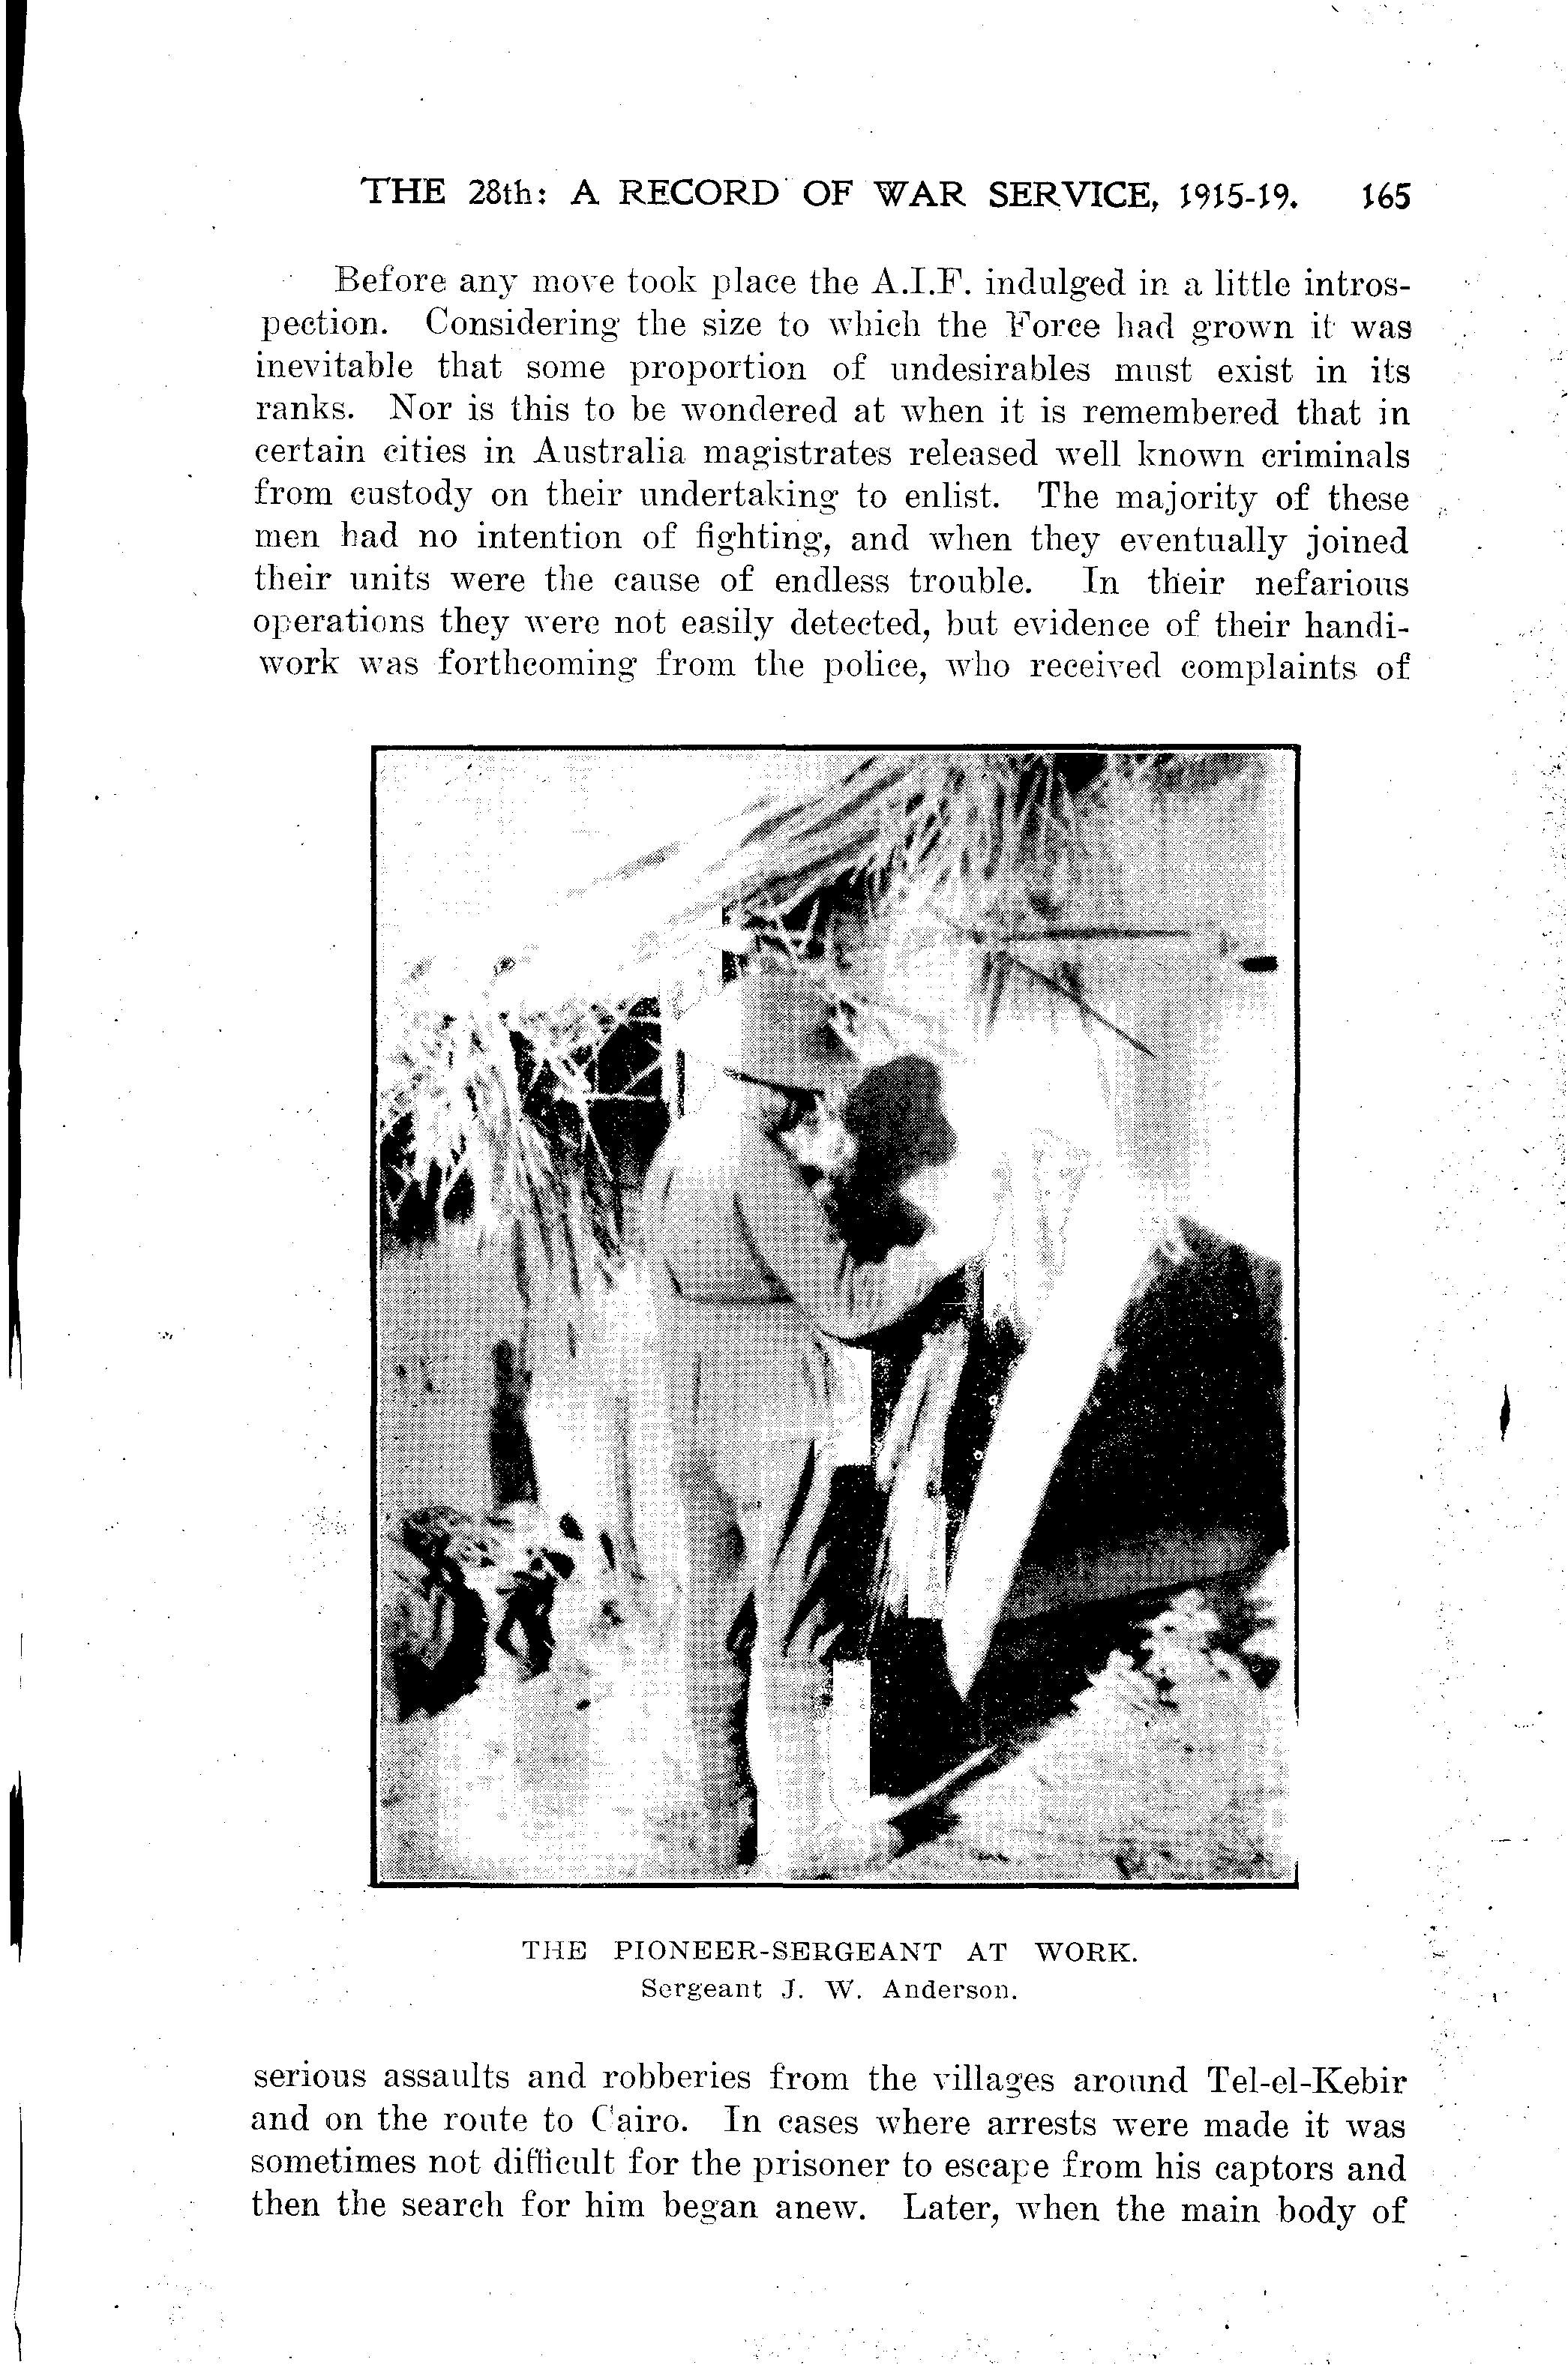 THE 28th: A RECORD OF WAR SERVICE, 1915-19. 165
Before any move took place the A.I.F. indulged in a little intros-
pection. Considering the size to which the Force had grown it was
inevitable that some proportion of undesirables must exist in its
ranks. Nor is this to be wondered at when it is remembered that in
certain cities in Australia magistrates released well known criminals
from custody on their undertaking to enlist. The majority of these
men had no intention of fighting, and when they eventually joined
their units were the cause of endless trouble. In their nefarious
operations they were not easily detected, but evidence of their handi-
work was forthcoming from the police, who received complaints of
THE PIONEER-SERGEANT AT WORK.
Sergeant J. W. Anderson.
serious assaults and robberies from the villages around Tel-el-Kebir
and on the route to Cairo. In cases where arrests were made it was
sometimes not difficult for the prisoner to escape from his captors and
then the search for him began anew. Later, when the main body of